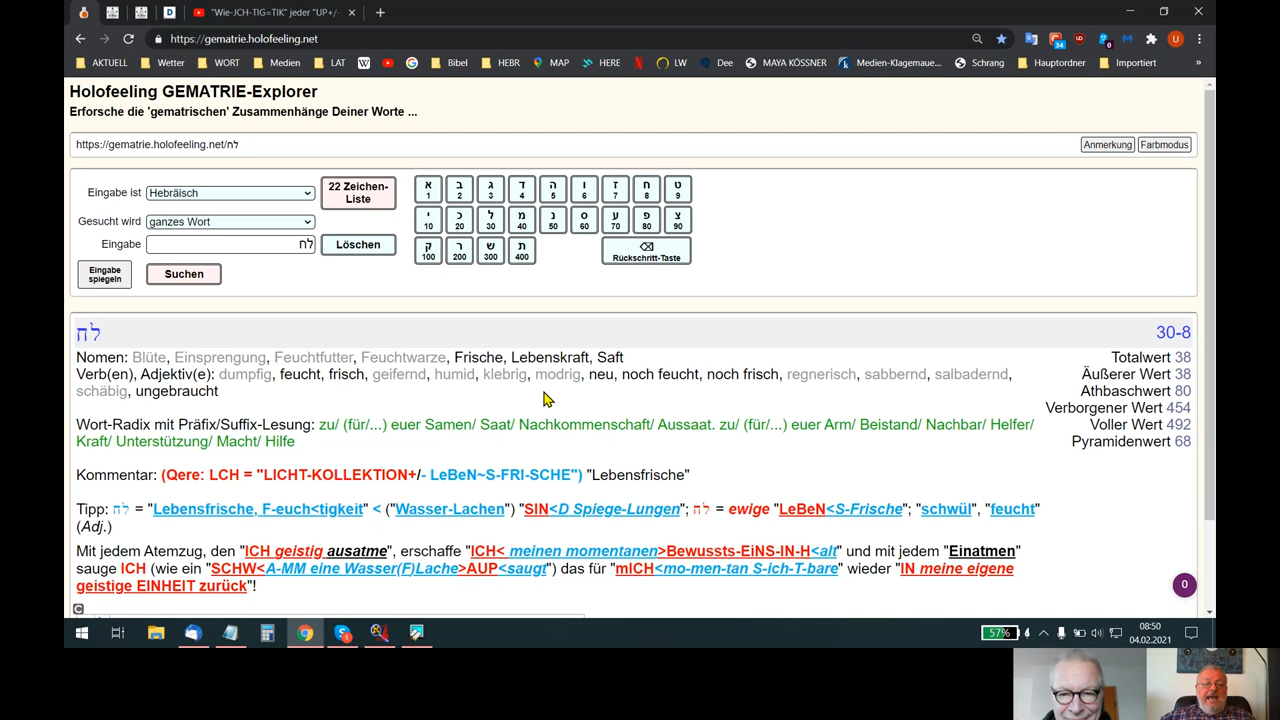 "Wie-JCH-TIG=TIK" jeder "UP+/-
https://gematrie.holofeeling.net
AKTUELL Wetter WORT Medien LAT Bibel HEBR MAP HERE LW Dee MAYA KÖSSNER Medien-Klagemaue... Schrang Hauptordner Importiert »
Holofeeling GEMATRIE-Explorer
Erforsche die 'gematrischen' Zusammenhänge Deiner Worte ...
https://gematrie.holofeeling.net/לח
Anmerkung Farbmodus
Eingabe ist Hebräisch
22 Zeichen-Liste
Gesucht wird ganzes Wort
Eingabe לח
Löschen
Eingabe spiegeln
Suchen
א ב ג ד ה ו ז ח ט
1 2 3 4 5 6 7 8 9
י כ ל מ נ ס ע פ צ
10 20 30 40 50 60 70 80 90
ק ר ש ת
100 200 300 400 Rückschritt-Taste
לח 30-8
Nomen: Blüte, Einsprengung, Feuchtfutter, Feuchtwarze, Frische, Lebenskraft, Saft
Verb(en), Adjektiv(e): dumpfig, feucht, frisch, geifernd, humid, klebrig, modrig, neu, noch feucht, noch frisch, regnerisch, sabbernd, salbadernd,
schäbig, ungebraucht
Totalwert 38
Äußerer Wert 38
Athbaschwert 80
Verborgener Wert 454
Voller Wert 492
Pyramidenwert 68
Wort-Radix mit Präfix/Suffix-Lesung: zu/ (für/...) euer Samen/ Saat/ Nachkommenschaft/ Aussaat. zu/ (für/...) euer Arm/ Beistand/ Nachbar/ Helfer/
Kraft/ Unterstützung/ Macht/ Hilfe
Kommentar: (Qere: LCH = "LICHT-KOLLEKTION+/- LeBeN~S-FRI-SCHE") "Lebensfrische"
Tipp: לח = "Lebensfrische, F-euch<tigkeit" < ("Wasser-Lachen") "SIN<D Spiege-Lungen"; לח = ewige "LeBeN<S-Frische"; "schwül", "feucht"
(Adj.)
Mit jedem Atemzug, den "ICH geistig ausatme", erschaffe "ICH< meinen momentanen>Bewussts-EiNS-IN-H<alt" und mit jedem "Einatmen"
sauge ICH (wie ein "SCHW<A-MM eine Wasser(F)Lache>AUP<saugt") das für "mICH<mo-men-tan S-ich-T-bare" wieder "IN meine eigene
geistige EINHEIT zurück"!
0
57%
08:50
04.02.2021